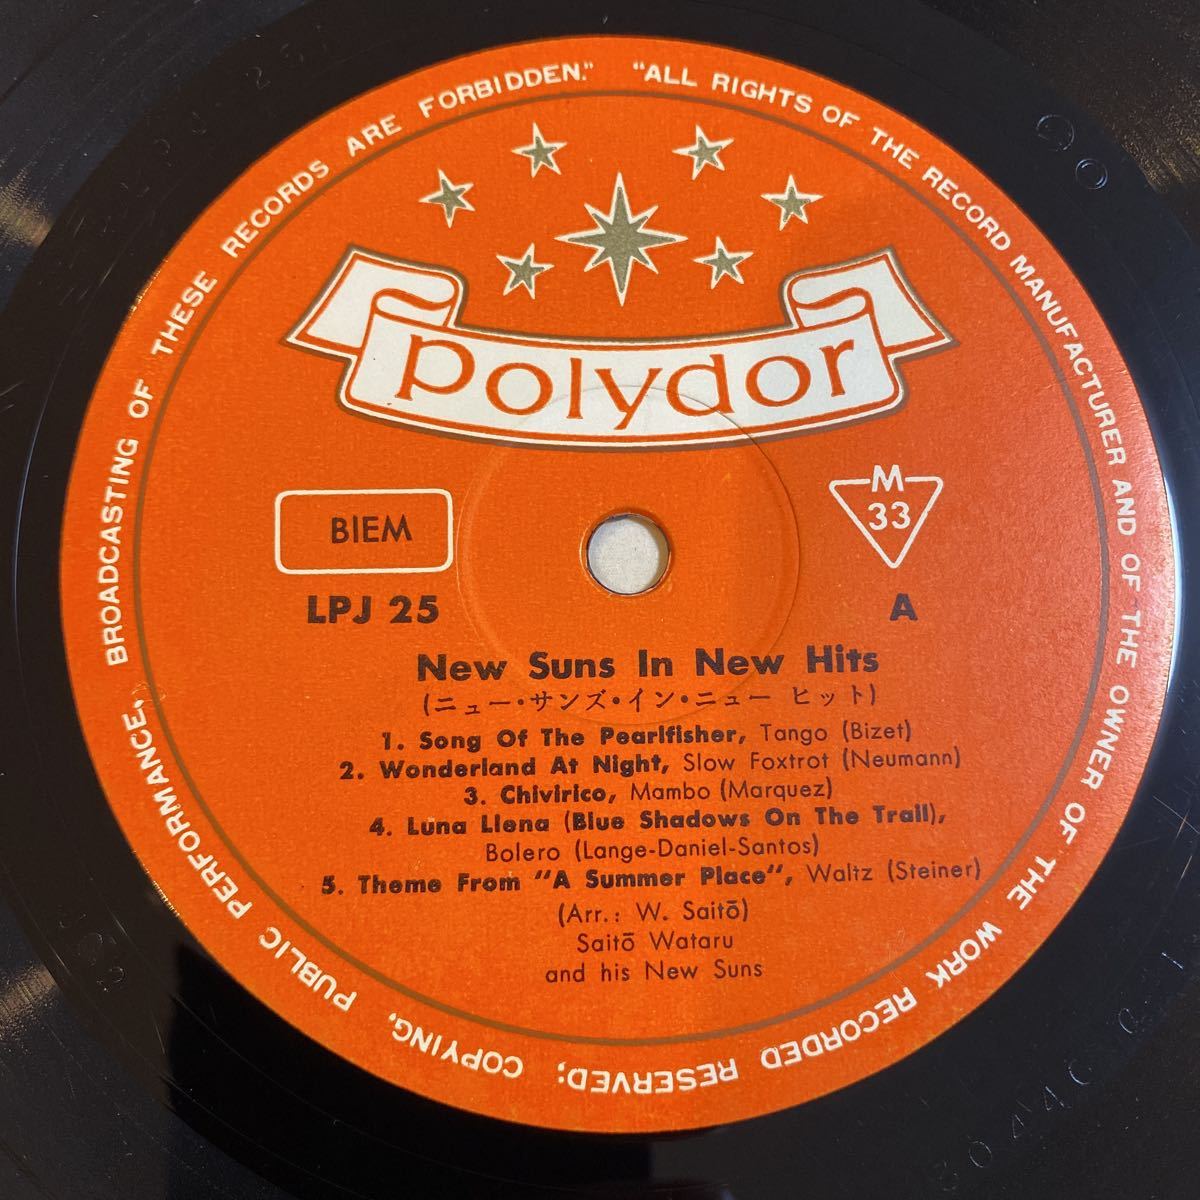 "ALL RIGHTS OF THE RECORD MANUFACTURER AND OF THE OWNER OF THE WORK RECORDED RESERVED; COPYING, PUBLIC PERFORMANCE, BROADCASTING OF THESE RECORDS ARE FORBIDDEN."
polydor
BIEM
M
33
LPJ 25
A
New Suns In New Hits
(ニュー・サンズ・イン・ニュー ヒット)
1. Song Of The Pearlfisher, Tango (Bizet)
2. Wonderland At Night, Slow Foxtrot (Neumann)
3. Chivirico, Mambo (Marquez)
4. Luna Llena (Blue Shadows On The Trail),
Bolero (Lange-Daniel-Santos)
5. Theme From "A Summer Place", Waltz (Steiner)
(Arr.: W. Saitō)
Saitō Wataru
and his New Suns